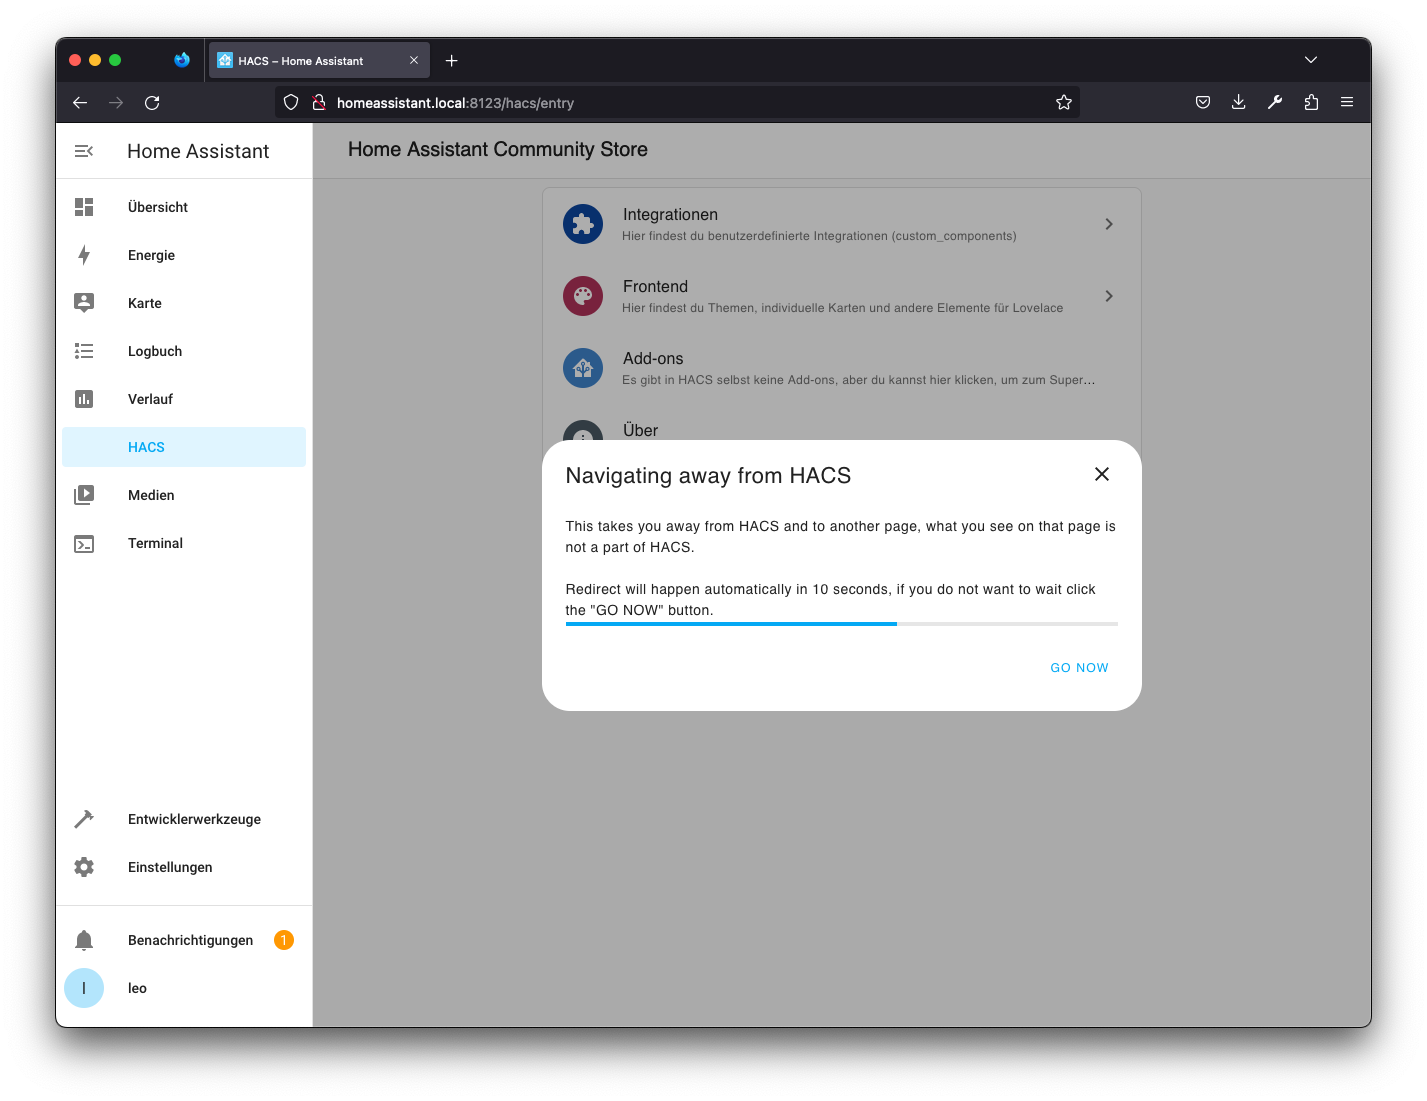 HACS – Home Assistant
homeassistant.local:8123/hacs/entry
Home Assistant
Home Assistant Community Store
Übersicht
Energie
Karte
Logbuch
Verlauf
HACS
Medien
Terminal
Entwicklerwerkzeuge
Einstellungen
Benachrichtigungen 1
l leo
Integrationen
Hier findest du benutzerdefinierte Integrationen (custom_components)
Frontend
Hier findest du Themen, individuelle Karten und andere Elemente für Lovelace
Add-ons
Es gibt in HACS selbst keine Add-ons, aber du kannst hier klicken, um zum Super...
Über
Navigating away from HACS
This takes you away from HACS and to another page, what you see on that page is
not a part of HACS.
Redirect will happen automatically in 10 seconds, if you do not want to wait click
the "GO NOW" button.
GO NOW